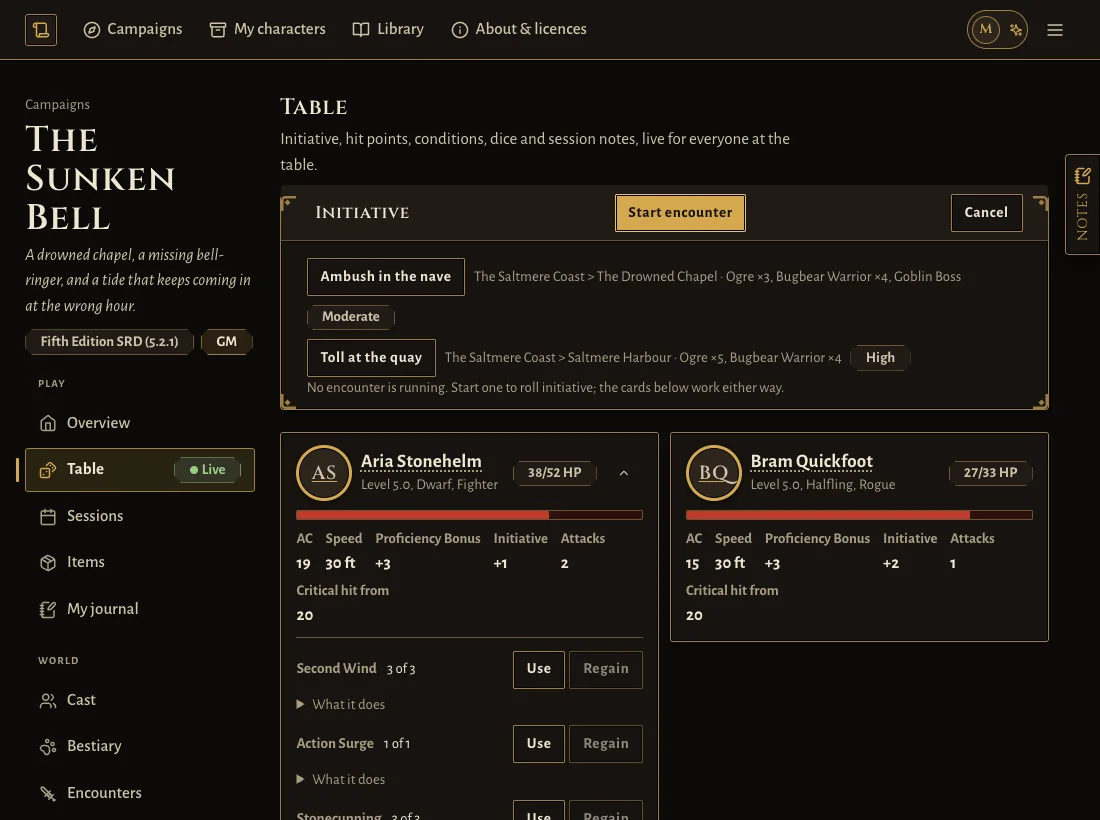 Campaigns
My characters
Library
About & licences
M
Campaigns
The Sunken Bell
A drowned chapel, a missing bell-
ringer, and a tide that keeps coming in
at the wrong hour.
Fifth Edition SRD (5.2.1)
GM
PLAY
Overview
Table
Live
Sessions
Items
My journal
WORLD
Cast
Bestiary
Encounters
Table
Initiative, hit points, conditions, dice and session notes, live for everyone at the
table.
NOTES
Initiative
Start encounter
Cancel
Ambush in the nave
The Saltmere Coast > The Drowned Chapel · Ogre ×3, Bugbear Warrior ×4, Goblin Boss
Moderate
Toll at the quay
The Saltmere Coast > Saltmere Harbour · Ogre ×5, Bugbear Warrior ×4
High
No encounter is running. Start one to roll initiative; the cards below work either way.
AS
Aria Stonehelm
Level 5.0, Dwarf, Fighter
38/52 HP
AC Speed Proficiency Bonus Initiative Attacks
19 30 ft +3 +1 2
Critical hit from
20
Second Wind 3 of 3
Use
Regain
What it does
Action Surge 1 of 1
Use
Regain
What it does
Stonecunning 3 of 3
Use
Regain
BQ
Bram Quickfoot
Level 5.0, Halfling, Rogue
27/33 HP
AC Speed Proficiency Bonus Initiative Attacks
15 30 ft +3 +2 1
Critical hit from
20